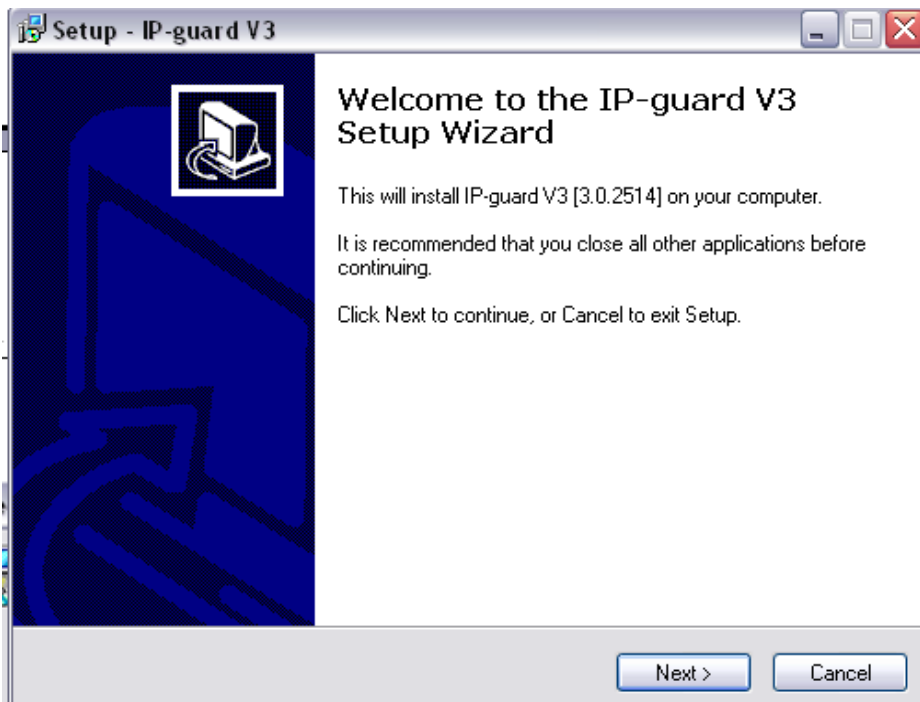 Setup - IP-guard V3
Welcome to the IP-guard V3
Setup Wizard
This will install IP-guard V3 [3.0.2514] on your computer.
It is recommended that you close all other applications before
continuing.
Click Next to continue, or Cancel to exit Setup.
Next >
Cancel